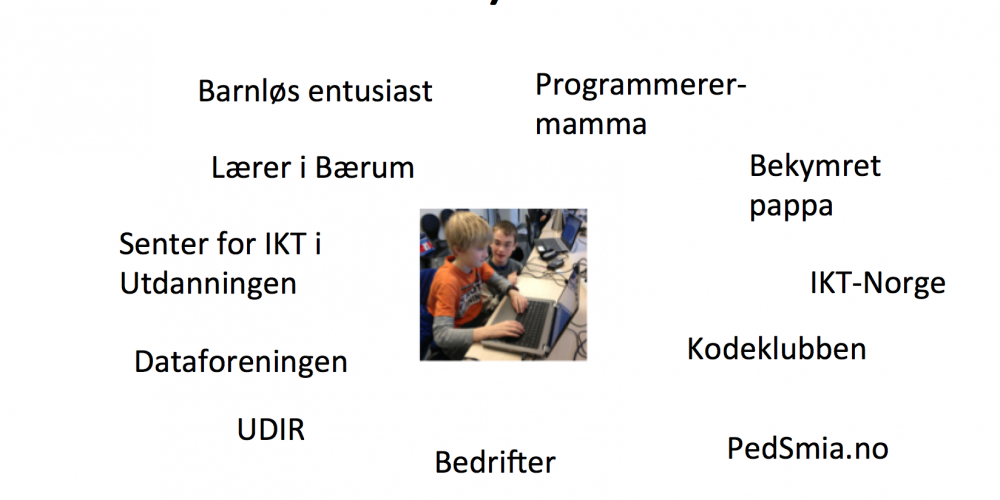 Barnløs entusiast
Programmerer-
mamma
Lærer i Bærum
Bekymret
pappa
Senter for IKT i
Utdanningen
IKT-Norge
Dataforeningen
Kodeklubben
UDIR
Bedrifter
PedSmia.no